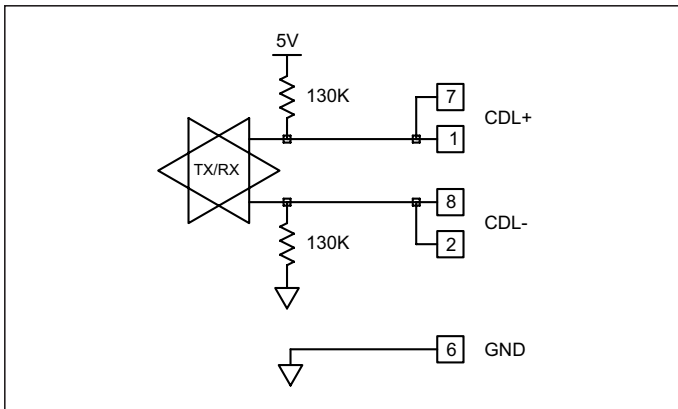 5V
130K
7
CDL+
1
TX/RX
8
CDL-
130K
2
6 GND